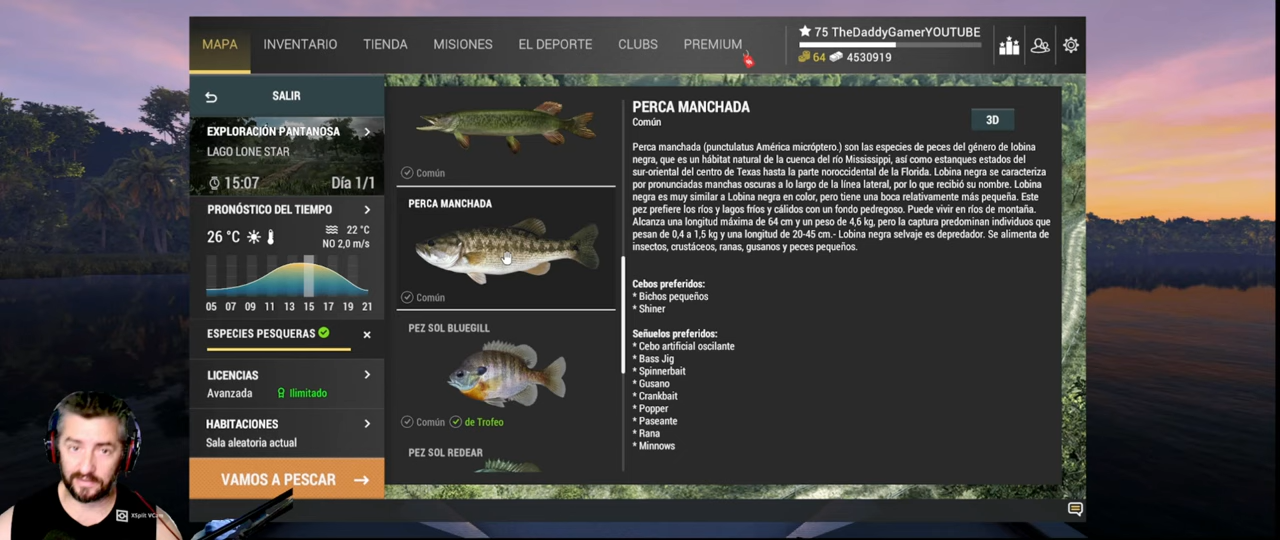 MAPA
INVENTARIO
TIENDA
MISIONES
EL DEPORTE
CLUBS
PREMIUM
75 TheDaddyGamerYOUTUBE
64 4530919
SALIR
EXPLORACIÓN PANTANOSA
LAGO LONE STAR
15:07 Día 1/1
PRONÓSTICO DEL TIEMPO
26 °C 22 °C
NO 2,0 m/s
05 07 09 11 13 15 17 19 21
ESPECIES PESQUERAS
LICENCIAS
Avanzada Ilimitado
HABITACIONES
Sala aleatoria actual
VAMOS A PESCAR
Común
PERCA MANCHADA
Común
PEZ SOL BLUEGILL
Común de Trofeo
PEZ SOL REDEAR
PERCA MANCHADA
Común
3D
Perca manchada (punctulatus América micróptero.) son las especies de peces del género de lobina
negra, que es un hábitat natural de la cuenca del río Mississippi, así como estanques estados del
sur-oriental del centro de Texas hasta la parte noroccidental de la Florida. Lobina negra se caracteriza
por pronunciadas manchas oscuras a lo largo de la línea lateral, por lo que recibió su nombre. Lobina
negra es muy similar a Lobina negra en color, pero tiene una boca relativamente más pequeña. Este
pez prefiere los ríos y lagos fríos y cálidos con un fondo pedregoso. Puede vivir en ríos de montaña.
Alcanza una longitud máxima de 64 cm y un peso de 4,6 kg, pero la captura predominan individuos que
pesan de 0,4 a 1,5 kg y una longitud de 20-45 cm.- Lobina negra selvaje es depredador. Se alimenta de
insectos, crustáceos, ranas, gusanos y peces pequeños.
Cebos preferidos:
* Bichos pequeños
* Shiner
Señuelos preferidos:
* Cebo artificial oscilante
* Bass Jig
* Spinnerbait
* Gusano
* Crankbait
* Popper
* Paseante
* Rana
* Minnows
XSplit VCam